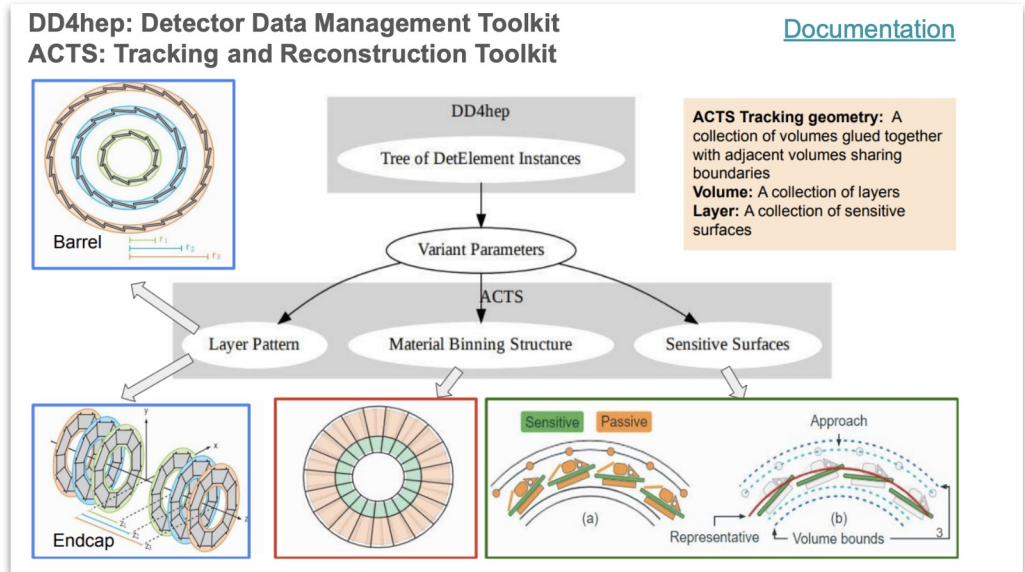 DD4hep: Detector Data Management Toolkit
ACTS: Tracking and Reconstruction Toolkit
Documentation
Barrel
r1
r2
r3
DD4hep
Tree of DetElement Instances
Variant Parameters
ACTS
Layer Pattern
Material Binning Structure
Sensitive Surfaces
ACTS Tracking geometry: A
collection of volumes glued together
with adjacent volumes sharing
boundaries
Volume: A collection of layers
Layer: A collection of sensitive
surfaces
y
x
z
z1
z2
z3
Endcap
Sensitive
Passive
(a)
Approach
(b)
Representative
Volume bounds
3